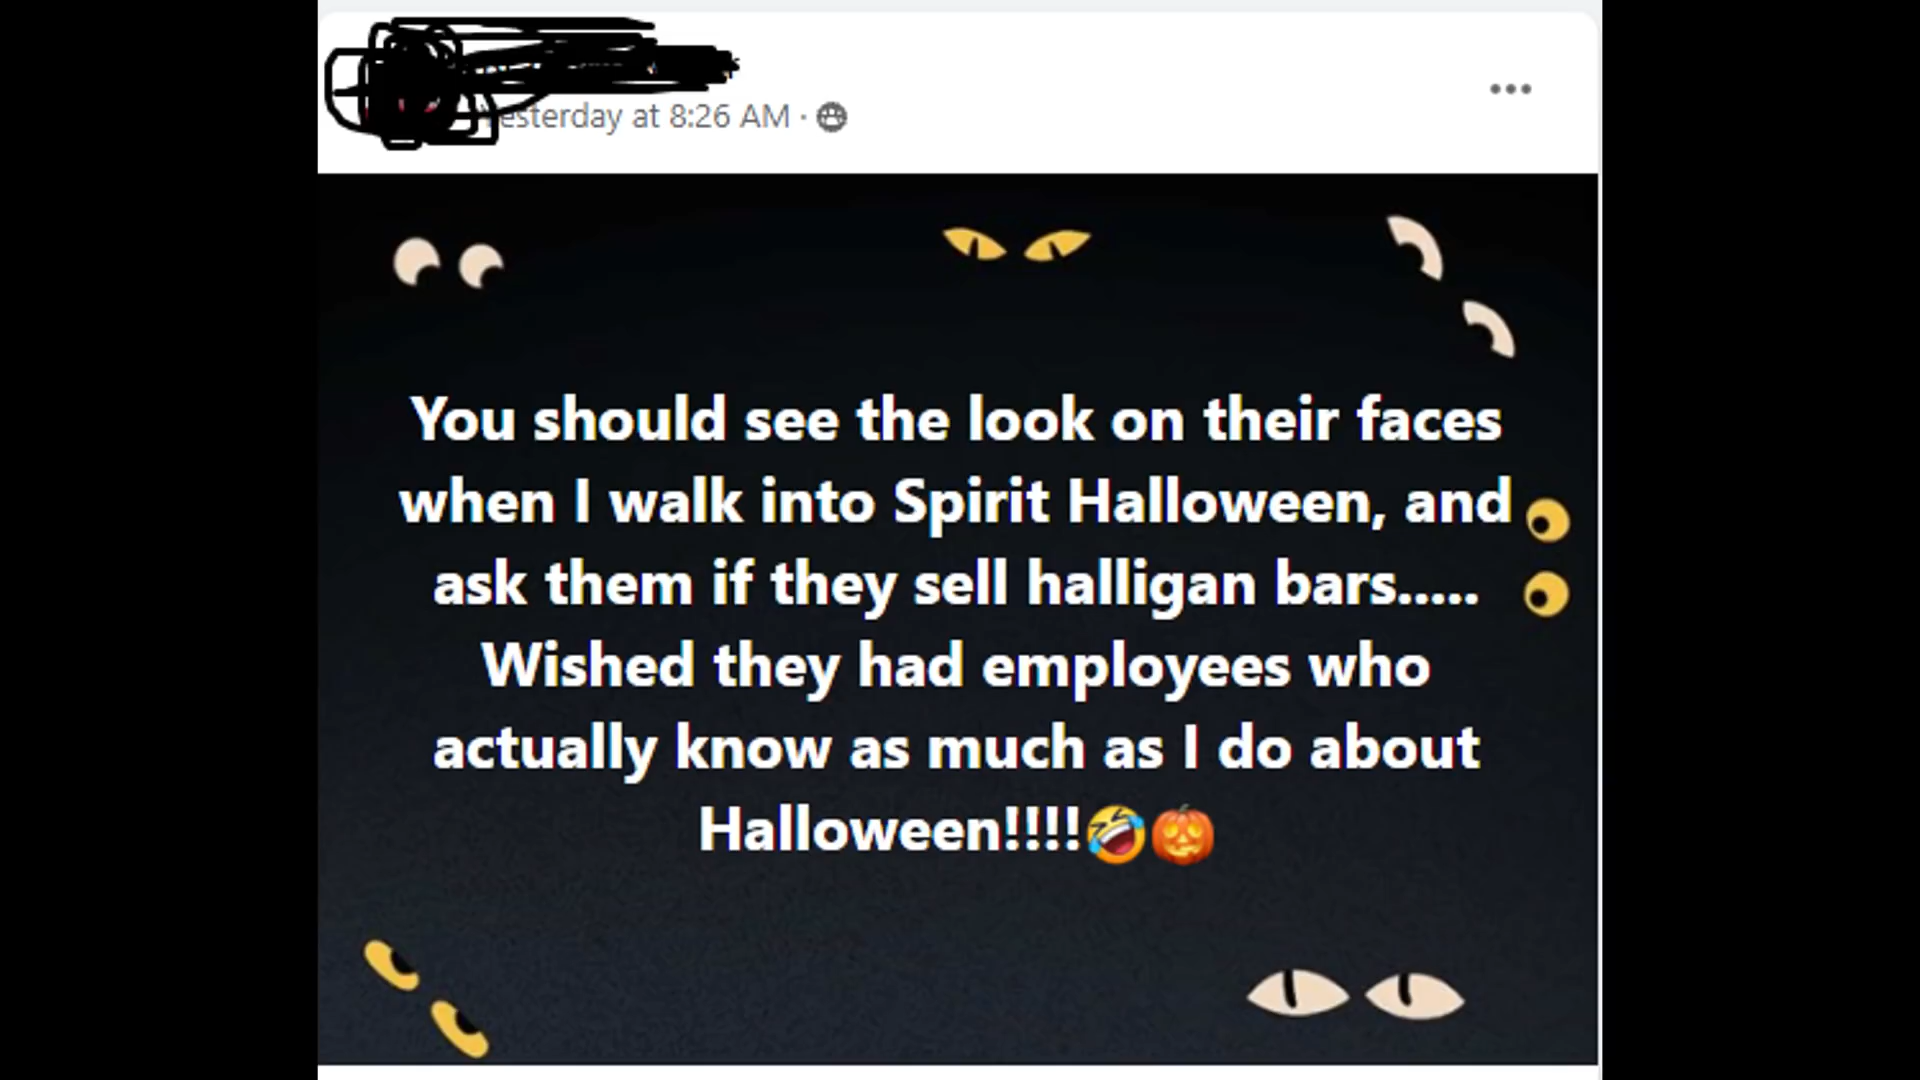 Yesterday at 8:26 AM ·
You should see the look on their faces
when I walk into Spirit Halloween, and
ask them if they sell halligan bars.....
Wished they had employees who
actually know as much as I do about
Halloween!!!!🤣🎃